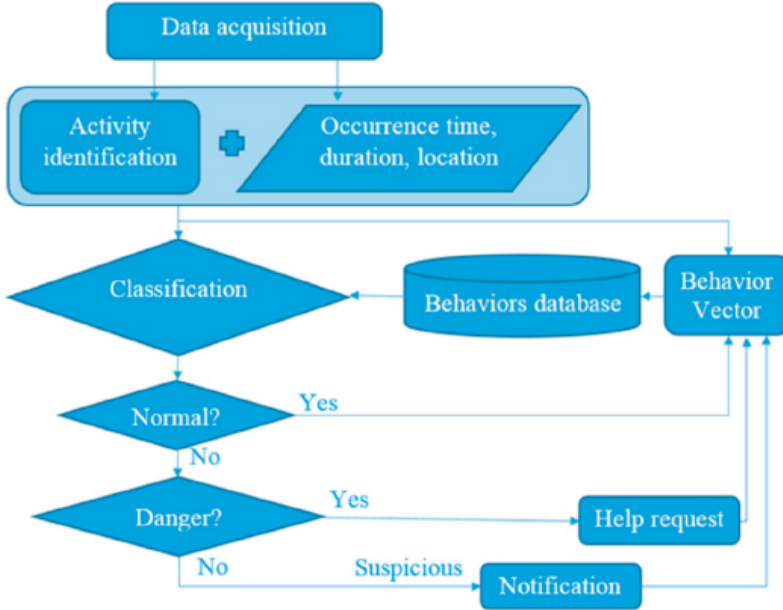 Data acquisition
Activity
identification
Occurrence time,
duration, location
Classification
Behaviors database
Behavior
Vector
Normal?
Yes
No
Danger?
Yes
Help request
No
Suspicious
Notification